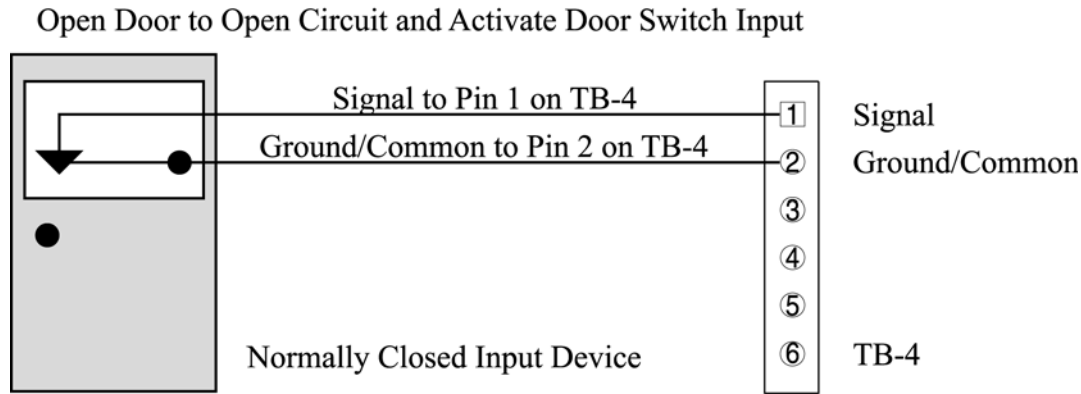 Open Door to Open Circuit and Activate Door Switch Input
Signal to Pin 1 on TB-4
1 Signal
Ground/Common to Pin 2 on TB-4
2 Ground/Common
3
4
5
Normally Closed Input Device
6 TB-4